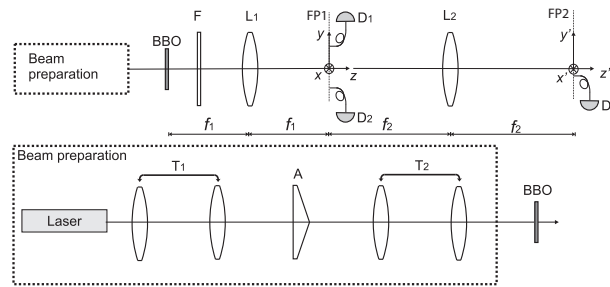 F L1 FP1 D1 L2 FP2
BBO y y'
Beam preparation
x z x' z'
D2 D
f1 f1 f2 f2
Beam preparation
T1 A T2
BBO
Laser